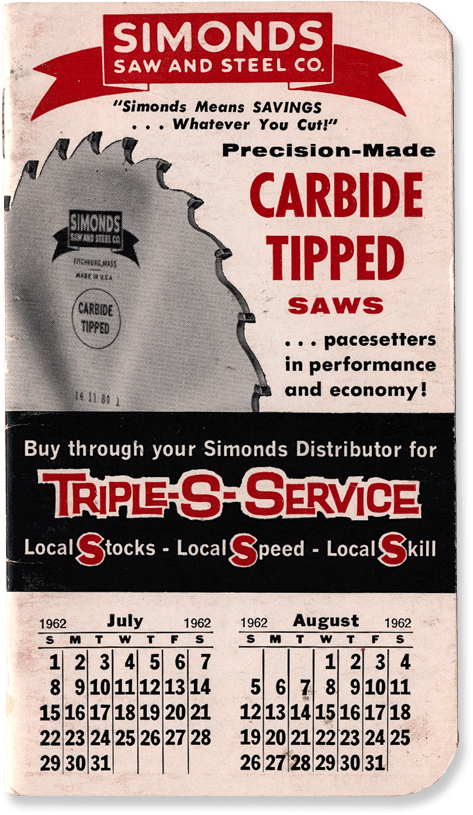 SIMONDS
SAW AND STEEL CO.
"Simonds Means SAVINGS
. . . Whatever You Cut!"
Precision-Made
CARBIDE
TIPPED
SAWS
. . . pacesetters
in performance
and economy!
SIMONDS
SAW AND STEEL CO.
FITCHBURG, MASS.
MADE IN U.S.A.
CARBIDE
TIPPED
14 11 80 1
Buy through your Simonds Distributor for
TRIPLE-S-SERVICE
Local Stocks - Local Speed - Local Skill
1962 July 1962
S M T W T F S
1 2 3 4 5 6 7
8 9 10 11 12 13 14
15 16 17 18 19 20 21
22 23 24 25 26 27 28
29 30 31
1962 August 1962
S M T W T F S
1 2 3 4
5 6 7 8 9 10 11
12 13 14 15 16 17 18
19 20 21 22 23 24 25
26 27 28 29 30 31